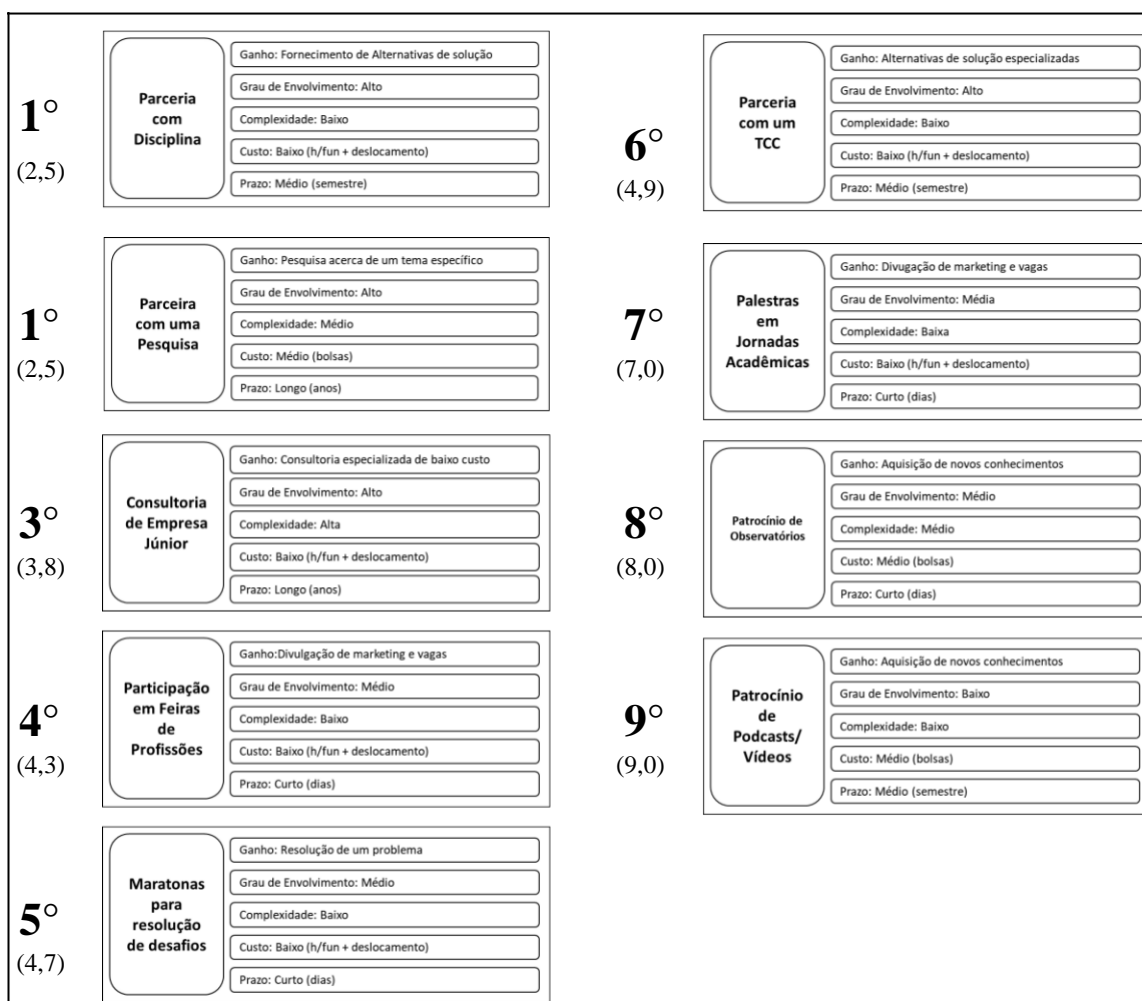 1°
(2,5)
Parceria
com
Disciplina
Ganho: Fornecimento de Alternativas de solução
Grau de Envolvimento: Alto
Complexidade: Baixo
Custo: Baixo (h/fun + deslocamento)
Prazo: Médio (semestre)
1°
(2,5)
Parceira
com uma
Pesquisa
Ganho: Pesquisa acerca de um tema específico
Grau de Envolvimento: Alto
Complexidade: Médio
Custo: Médio (bolsas)
Prazo: Longo (anos)
3°
(3,8)
Consultoria
de Empresa
Júnior
Ganho: Consultoria especializada de baixo custo
Grau de Envolvimento: Alto
Complexidade: Alta
Custo: Baixo (h/fun + deslocamento)
Prazo: Longo (anos)
4°
(4,3)
Participação
em Feiras
de
Profissões
Ganho:Divulgação de marketing e vagas
Grau de Envolvimento: Médio
Complexidade: Baixo
Custo: Baixo (h/fun + deslocamento)
Prazo: Curto (dias)
5°
(4,7)
Maratonas
para
resolução
de desafios
Ganho: Resolução de um problema
Grau de Envolvimento: Médio
Complexidade: Baixo
Custo: Baixo (h/fun + deslocamento)
Prazo: Curto (dias)
6°
(4,9)
Parceria
com um
TCC
Ganho: Alternativas de solução especializadas
Grau de Envolvimento: Alto
Complexidade: Baixo
Custo: Baixo (h/fun + deslocamento)
Prazo: Médio (semestre)
7°
(7,0)
Palestras
em
Jornadas
Acadêmicas
Ganho: Divugação de marketing e vagas
Grau de Envolvimento: Média
Complexidade: Baixa
Custo: Baixo (h/fun + deslocamento)
Prazo: Curto (dias)
8°
(8,0)
Patrocínio de
Observatórios
Ganho: Aquisição de novos conhecimentos
Grau de Envolvimento: Médio
Complexidade: Médio
Custo: Médio (bolsas)
Prazo: Curto (dias)
9°
(9,0)
Patrocínio
de
Podcasts/
Vídeos
Ganho: Aquisição de novos conhecimentos
Grau de Envolvimento: Baixo
Complexidade: Baixo
Custo: Médio (bolsas)
Prazo: Médio (semestre)